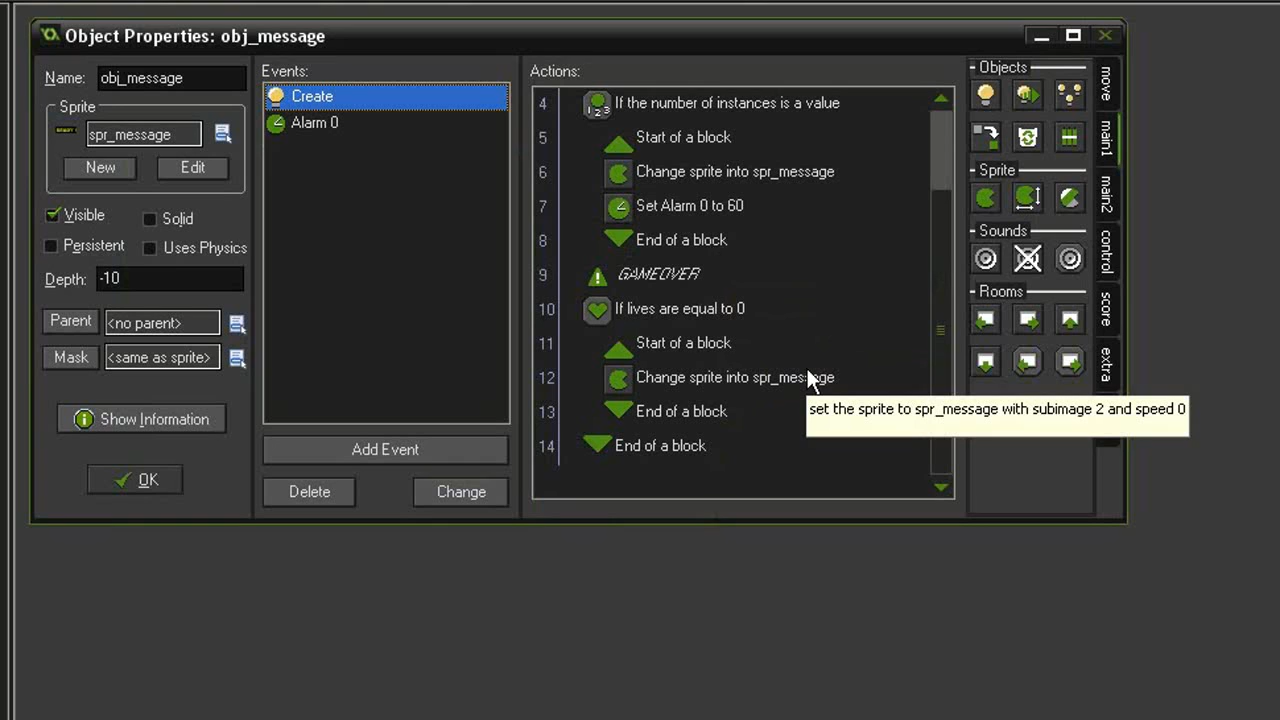 Object Properties: obj_message
Name: obj_message
Sprite
spr_message
New
Edit
Visible
Solid
Persistent
Uses Physics
Depth: -10
Parent
<no parent>
Mask
<same as sprite>
Show Information
OK
Events:
Create
Alarm 0
Add Event
Delete
Change
Actions:
4 If the number of instances is a value
5 Start of a block
6 Change sprite into spr_message
7 Set Alarm 0 to 60
8 End of a block
9 GAMEOVER
10 If lives are equal to 0
11 Start of a block
12 Change sprite into spr_message
13 End of a block
14 End of a block
set the sprite to spr_message with subimage 2 and speed 0
Objects
Sprite
Sounds
Rooms
move
main1
main2
control
score
extra